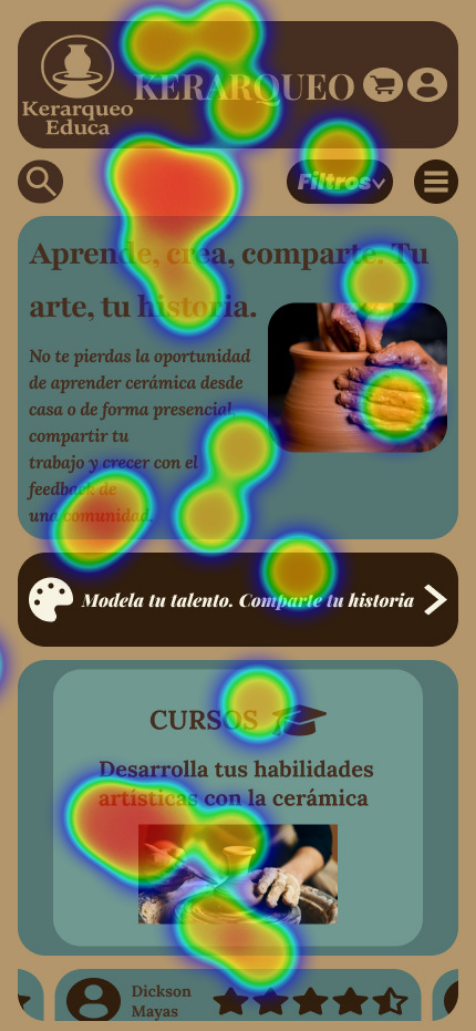 Kerarqueo
Educa
KERARQUEO
Filtros
Aprende, crea, comparte. Tu
arte, tu historia.
No te pierdas la oportunidad
de aprender cerámica desde
casa o de forma presencial,
compartir tu
trabajo y crecer con el
feedback de
una comunidad.
Modela tu talento. Comparte tu historia
CURSOS
Desarrolla tus habilidades
artísticas con la cerámica
Dickson
Mayas